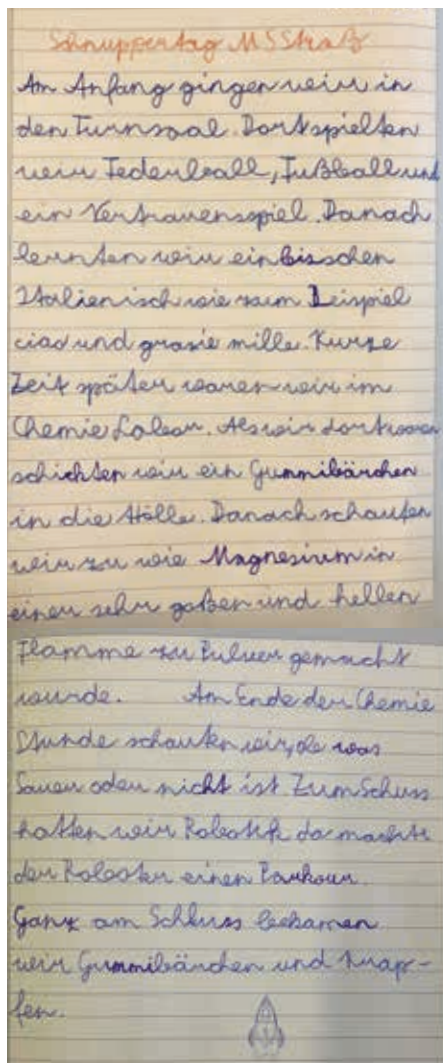 Schnuppertag MS Straß
Am Anfang gingen wir in
den Turnsaal. Dort spielten
wir Federball, Fußball und
ein Vertrauensspiel. Danach
lernten wir ein bisschen
Italienisch wie zum Beispiel
ciao und grasie mille. Kurze
Zeit später waren wir im
Chemie Labor. Als wir dort waren
schickten wir ein Gummibärchen
in die Hölle. Danach schauten
wir zu wie Magnesium in
einer sehr goßen und hellen
Flamme zu Pulver gemacht
wurde. Am Ende der Chemie
Stunde schauten wir, ob was
Sauer oder nicht ist. Zum Schuss
hatten wir Robotik da machte
der Roboter einen Parkour.
Ganz am Schluss bekamen
wir Gummibärchen und Krap-
fen.